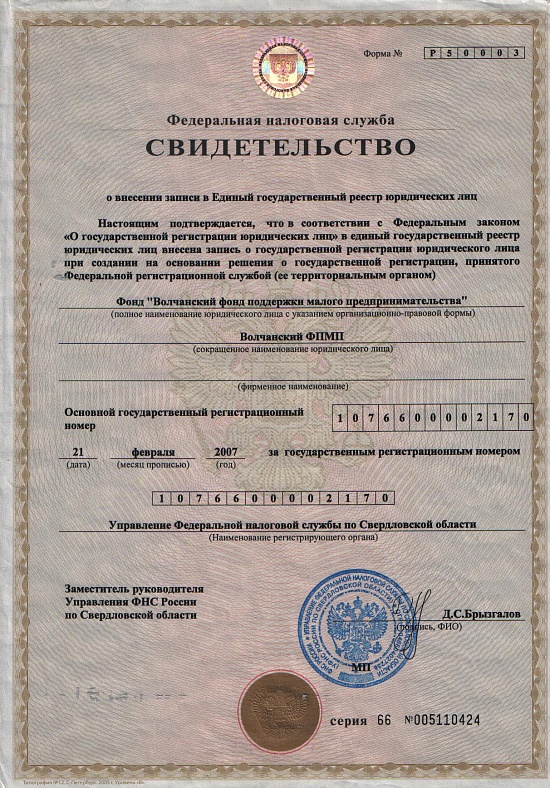 Форма № Р 5 0 0 0 3
Федеральная налоговая служба
СВИДЕТЕЛЬСТВО
о внесении записи в Единый государственный реестр юридических лиц
Настоящим подтверждается, что в соответствии с Федеральным законом
«О государственной регистрации юридических лиц» в единый государственный реестр
юридических лиц внесена запись о государственной регистрации юридического лица
при создании на основании решения о государственной регистрации, принятого
Федеральной регистрационной службой (ее территориальным органом)
Фонд "Волчанский фонд поддержки малого предпринимательства"
(полное наименование юридического лица с указанием организационно-правовой формы)
Волчанский ФПМП
(сокращенное наименование юридического лица)
(фирменное наименование)
Основной государственный регистрационный
номер 1 0 7 6 6 0 0 0 0 2 1 7 0
21 февраля 2007 за государственным регистрационным номером
(дата) (месяц прописью) (год)
1 0 7 6 6 0 0 0 0 2 1 7 0
Управление Федеральной налоговой службы по Свердловской области
(Наименование регистрирующего органа)
Заместитель руководителя
Управления ФНС России
по Свердловской области
Д.С.Брызгалов
(подпись, ФИО)
МП
серия 66 №005110424